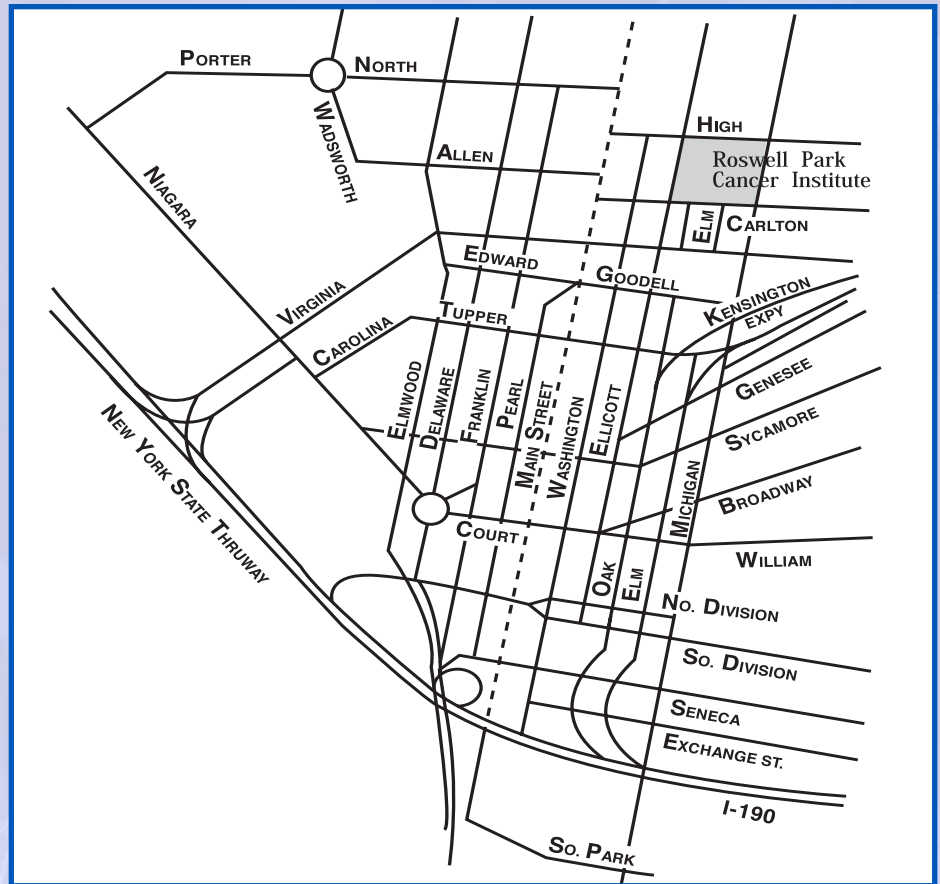 PORTER
NORTH
WADSWORTH
HIGH
ALLEN
Roswell Park
Cancer Institute
NIAGARA
ELM
CARLTON
EDWARD
GOODELL
VIRGINIA
KENSINGTON
EXPY
TUPPER
CAROLINA
ELMWOOD
DELAWARE
FRANKLIN
PEARL
MAIN STREET
WASHINGTON
ELLICOTT
GENESEE
SYCAMORE
NEW YORK STATE THRUWAY
MICHIGAN
BROADWAY
COURT
WILLIAM
OAK
ELM
NO. DIVISION
SO. DIVISION
SENECA
EXCHANGE ST.
I-190
SO. PARK